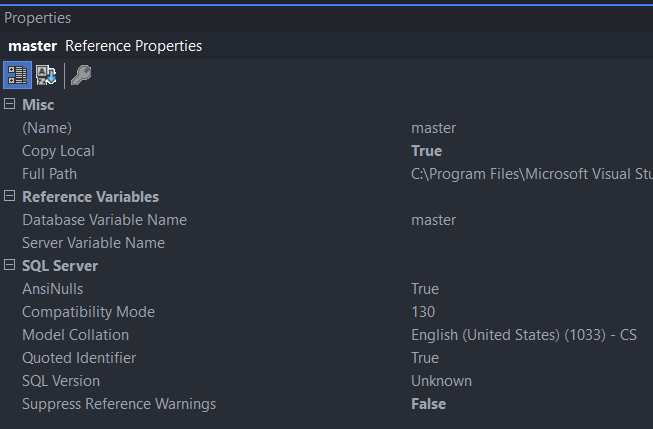 Properties
master Reference Properties
Misc
(Name) master
Copy Local True
Full Path C:\Program Files\Microsoft Visual Stu
Reference Variables
Database Variable Name master
Server Variable Name
SQL Server
AnsiNulls True
Compatibility Mode 130
Model Collation English (United States) (1033) - CS
Quoted Identifier True
SQL Version Unknown
Suppress Reference Warnings False